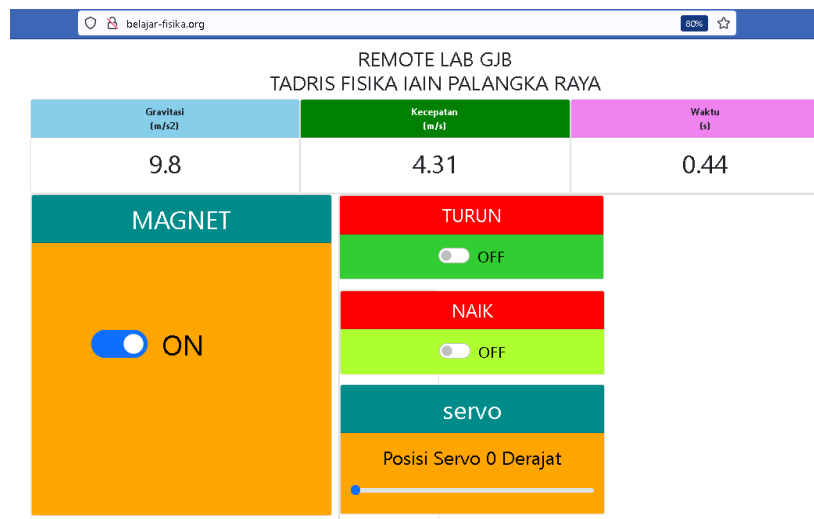 belajar-fisika.org
80%
REMOTE LAB GJB
TADRIS FISIKA IAIN PALANGKA RAYA
Gravitasi
(m/s2)
Kecepatan
(m/s)
Waktu
(s)
9.8
4.31
0.44
MAGNET
ON
TURUN
OFF
NAIK
OFF
servo
Posisi Servo 0 Derajat